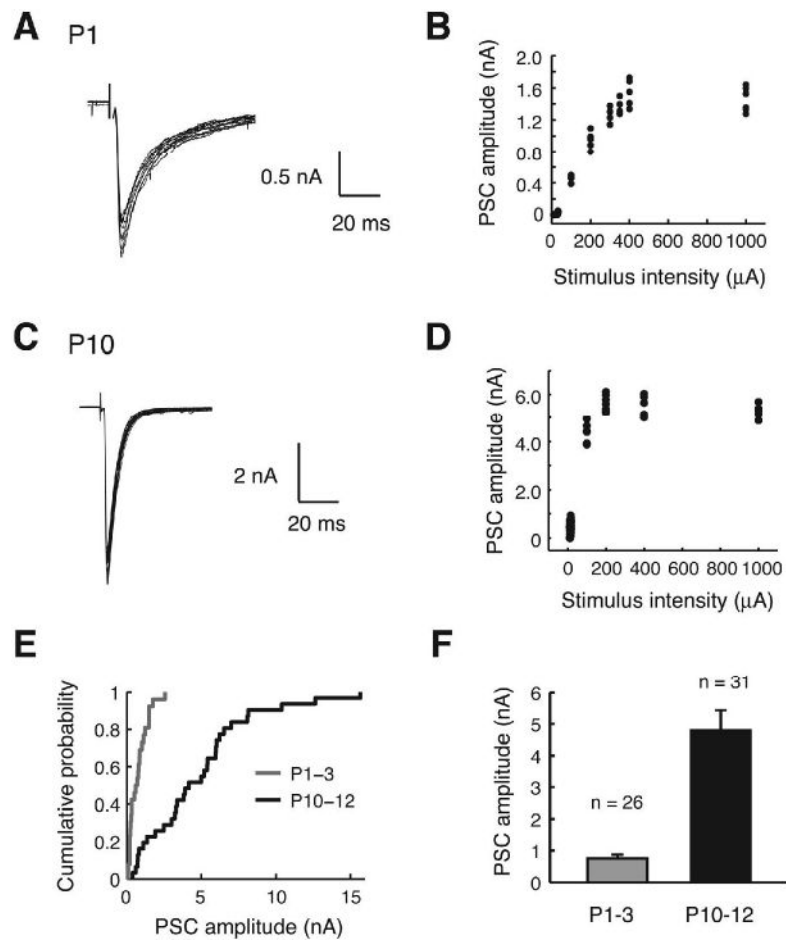 A
P1
0.5 nA
20 ms
B
PSC amplitude (nA)
2.0
1.6
1.2
0.8
0.4
0
0 200 400 600 800 1000
Stimulus intensity (μA)
C
P10
2 nA
20 ms
D
PSC amplitude (nA)
6.0
4.0
2.0
0
0 200 400 600 800 1000
Stimulus intensity (μA)
E
Cumulative probability
1
0.8
0.6
0.4
0.2
0
0 5 10 15
PSC amplitude (nA)
P1–3
P10–12
F
PSC amplitude (nA)
6
5
4
3
2
1
0
n = 26
n = 31
P1-3 P10-12